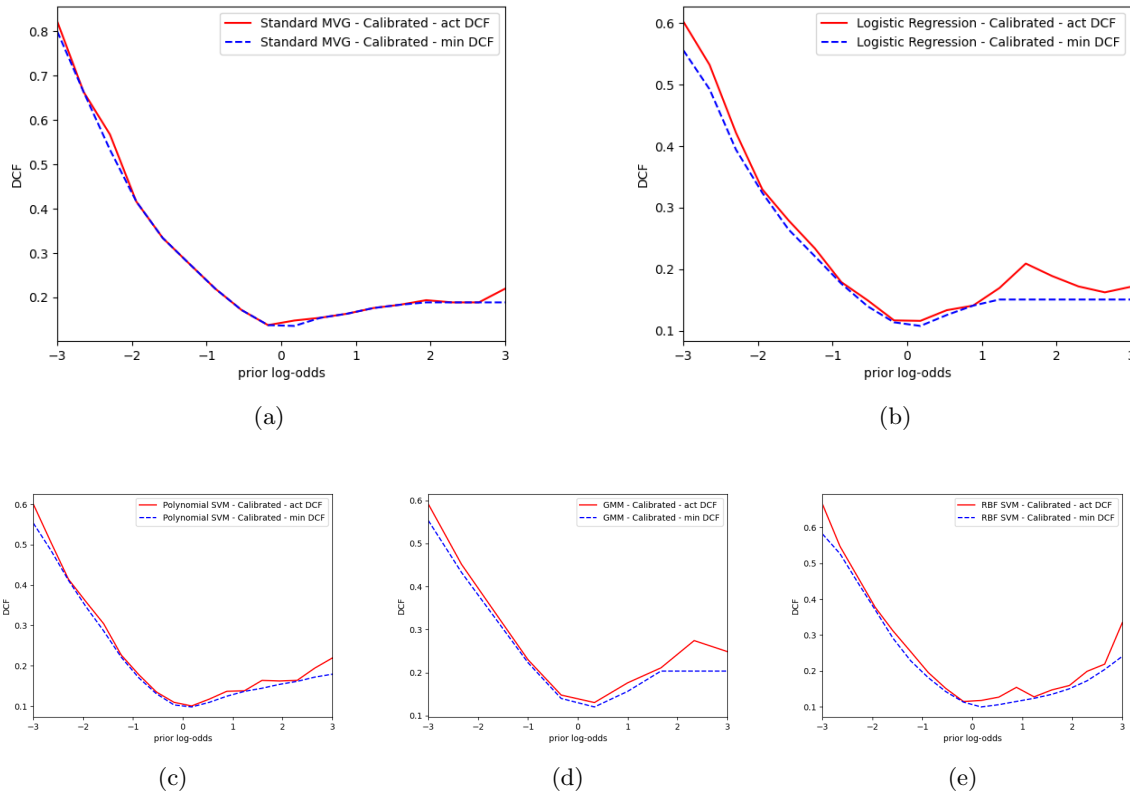 Standard MVG - Calibrated - act DCF
Standard MVG - Calibrated - min DCF
0.8
0.7
0.6
0.5
0.4
0.3
0.2
DCF
−3 −2 −1 0 1 2 3
prior log-odds
(a)
Logistic Regression - Calibrated - act DCF
Logistic Regression - Calibrated - min DCF
0.6
0.5
0.4
0.3
0.2
0.1
DCF
−3 −2 −1 0 1 2 3
prior log-odds
(b)
Polynomial SVM - Calibrated - act DCF
Polynomial SVM - Calibrated - min DCF
0.6
0.5
0.4
0.3
0.2
0.1
DCF
−3 −2 −1 0 1 2 3
prior log-odds
(c)
GMM - Calibrated - act DCF
GMM - Calibrated - min DCF
0.6
0.5
0.4
0.3
0.2
0.1
DCF
−3 −2 −1 0 1 2 3
prior log-odds
(d)
RBF SVM - Calibrated - act DCF
RBF SVM - Calibrated - min DCF
0.6
0.5
0.4
0.3
0.2
0.1
DCF
−3 −2 −1 0 1 2 3
prior log-odds
(e)